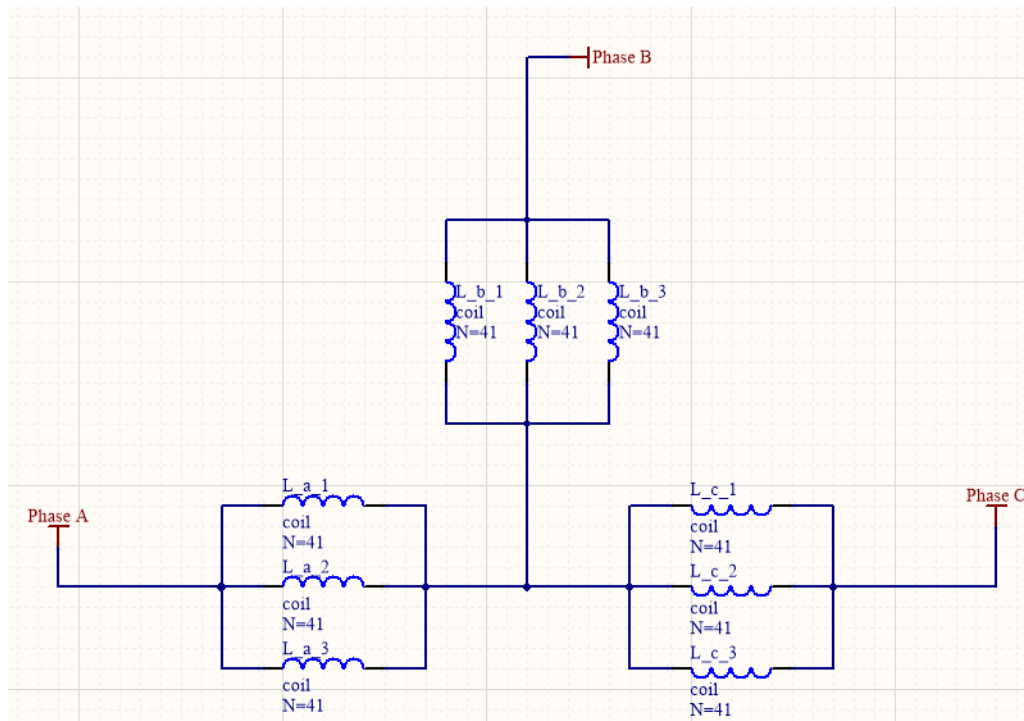 Phase B
L_b_1
coil
N=41
L_b_2
coil
N=41
L_b_3
coil
N=41
Phase A
L_a_1
coil
N=41
L_a_2
coil
N=41
L_a_3
coil
N=41
L_c_1
coil
N=41
L_c_2
coil
N=41
L_c_3
coil
N=41
Phase C